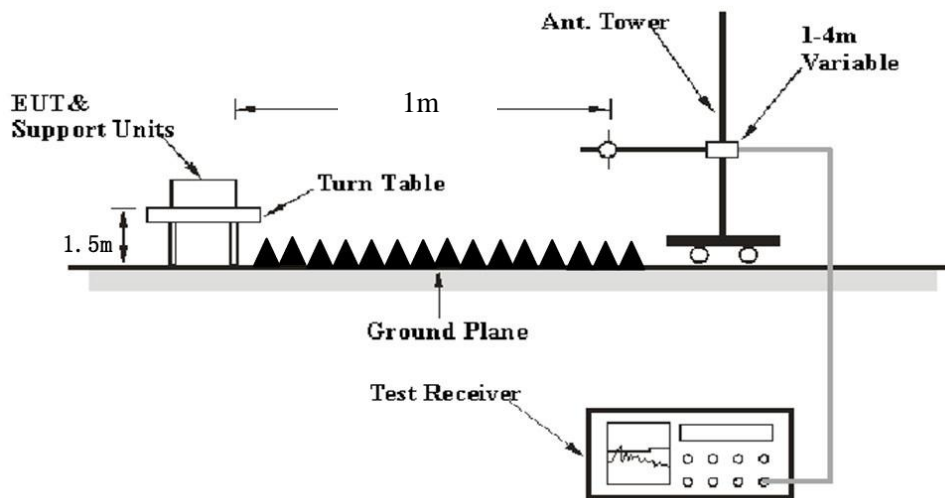 Ant. Tower
1-4m
Variable
EUT&
Support Units
1m
Turn Table
1.5m
Ground Plane
Test Receiver